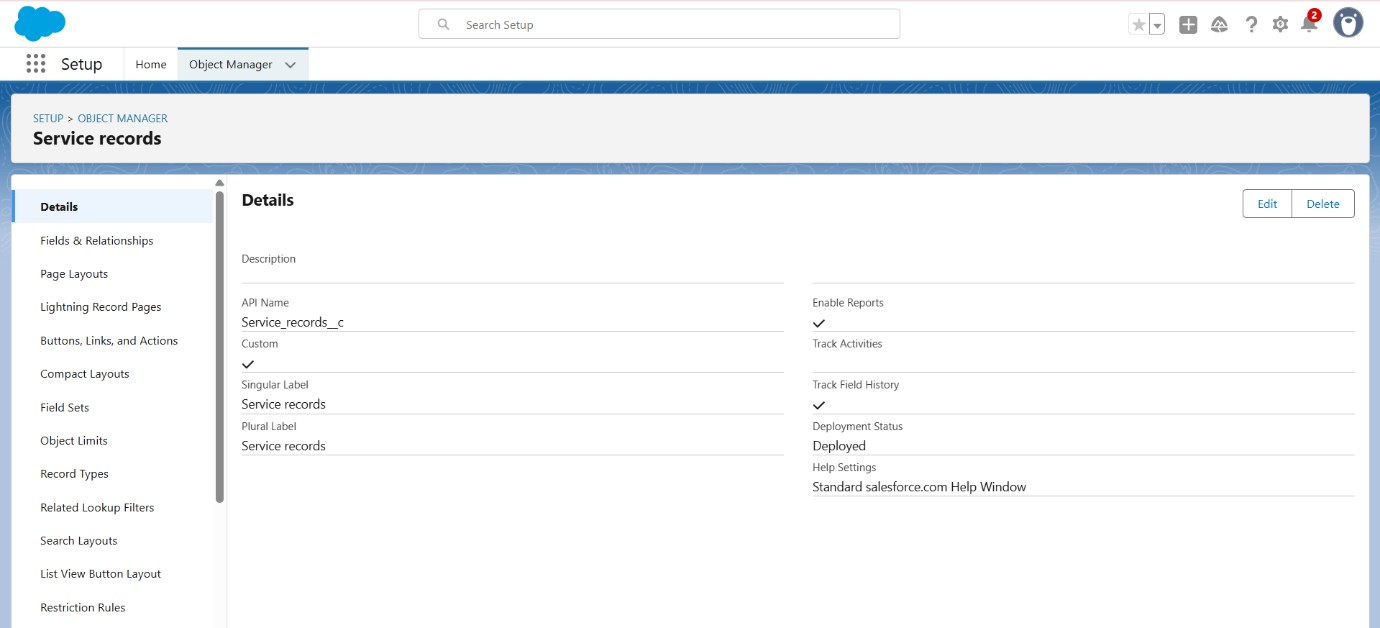 Search Setup
2
Setup
Home
Object Manager
SETUP > OBJECT MANAGER
Service records
Details
Fields & Relationships
Page Layouts
Lightning Record Pages
Buttons, Links, and Actions
Compact Layouts
Field Sets
Object Limits
Record Types
Related Lookup Filters
Search Layouts
List View Button Layout
Restriction Rules
Details
Edit
Delete
Description
API Name
Service_records__c
Custom
Singular Label
Service records
Plural Label
Service records
Enable Reports
Track Activities
Track Field History
Deployment Status
Deployed
Help Settings
Standard salesforce.com Help Window